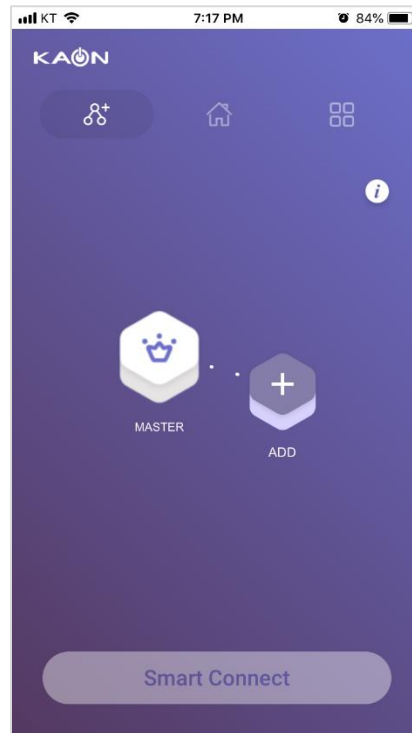 KT 7:17 PM 84%
KAON
i
MASTER
ADD
Smart Connect